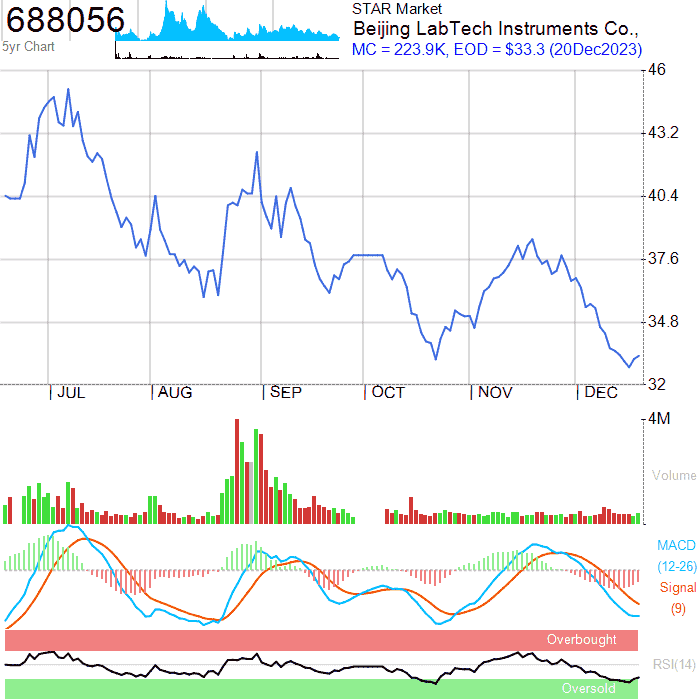 688056
5yr Chart
STAR Market
Beijing LabTech Instruments Co.,
MC = 223.9K, EOD = $33.3 (20Dec2023)
46
43.2
40.4
37.6
34.8
32
JUL AUG SEP OCT NOV DEC
4M
Volume
MACD
(12-26)
Signal
(9)
Overbought
RSI(14)
Oversold